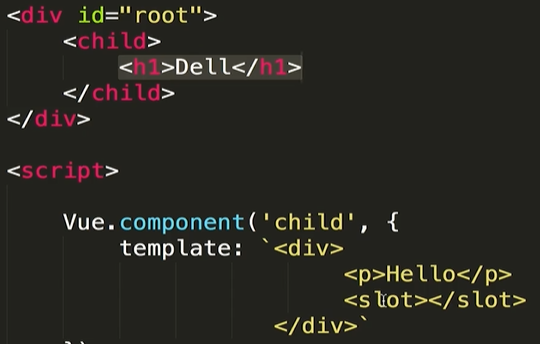 <div id="root">
    <child>
        <h1>Dell</h1>
    </child>
</div>

<script>

    Vue.component('child', {
        template: `<div>
                        <p>Hello</p>
                        <slot></slot>
                   </div>`
    })